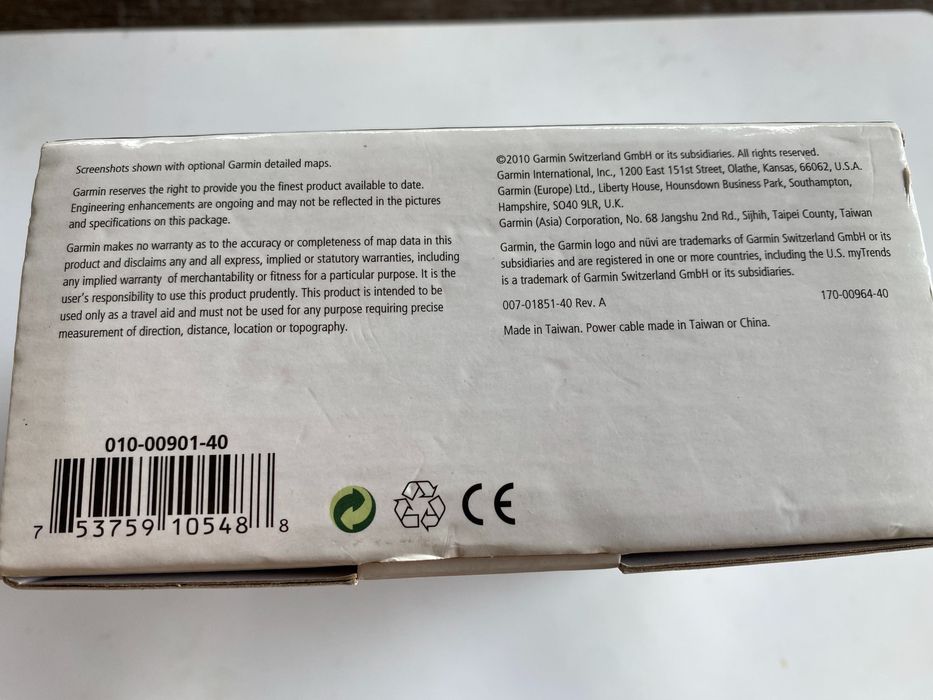 Screenshots shown with optional Garmin detailed maps.
Garmin reserves the right to provide you the finest product available to date.
Engineering enhancements are ongoing and may not be reflected in the pictures
and specifications on this package.
Garmin makes no warranty as to the accuracy or completeness of map data in this
product and disclaims any and all express, implied or statutory warranties, including
any implied warranty of merchantability or fitness for a particular purpose. It is the
user's responsibility to use this product prudently. This product is intended to be
used only as a travel aid and must not be used for any purpose requiring precise
measurement of direction, distance, location or topography.
©2010 Garmin Switzerland GmbH or its subsidiaries. All rights reserved.
Garmin International, Inc., 1200 East 151st Street, Olathe, Kansas, 66062, U.S.A.
Garmin (Europe) Ltd., Liberty House, Hounsdown Business Park, Southampton,
Hampshire, SO40 9LR, U.K.
Garmin (Asia) Corporation, No. 68 Jangshu 2nd Rd., Sijhih, Taipei County, Taiwan
Garmin, the Garmin logo and nüvi are trademarks of Garmin Switzerland GmbH or its
subsidiaries and are registered in one or more countries, including the U.S. myTrends
is a trademark of Garmin Switzerland GmbH or its subsidiaries.
007-01851-40 Rev. A
170-00964-40
Made in Taiwan. Power cable made in Taiwan or China.
010-00901-40
7 53759 10548 8
CE